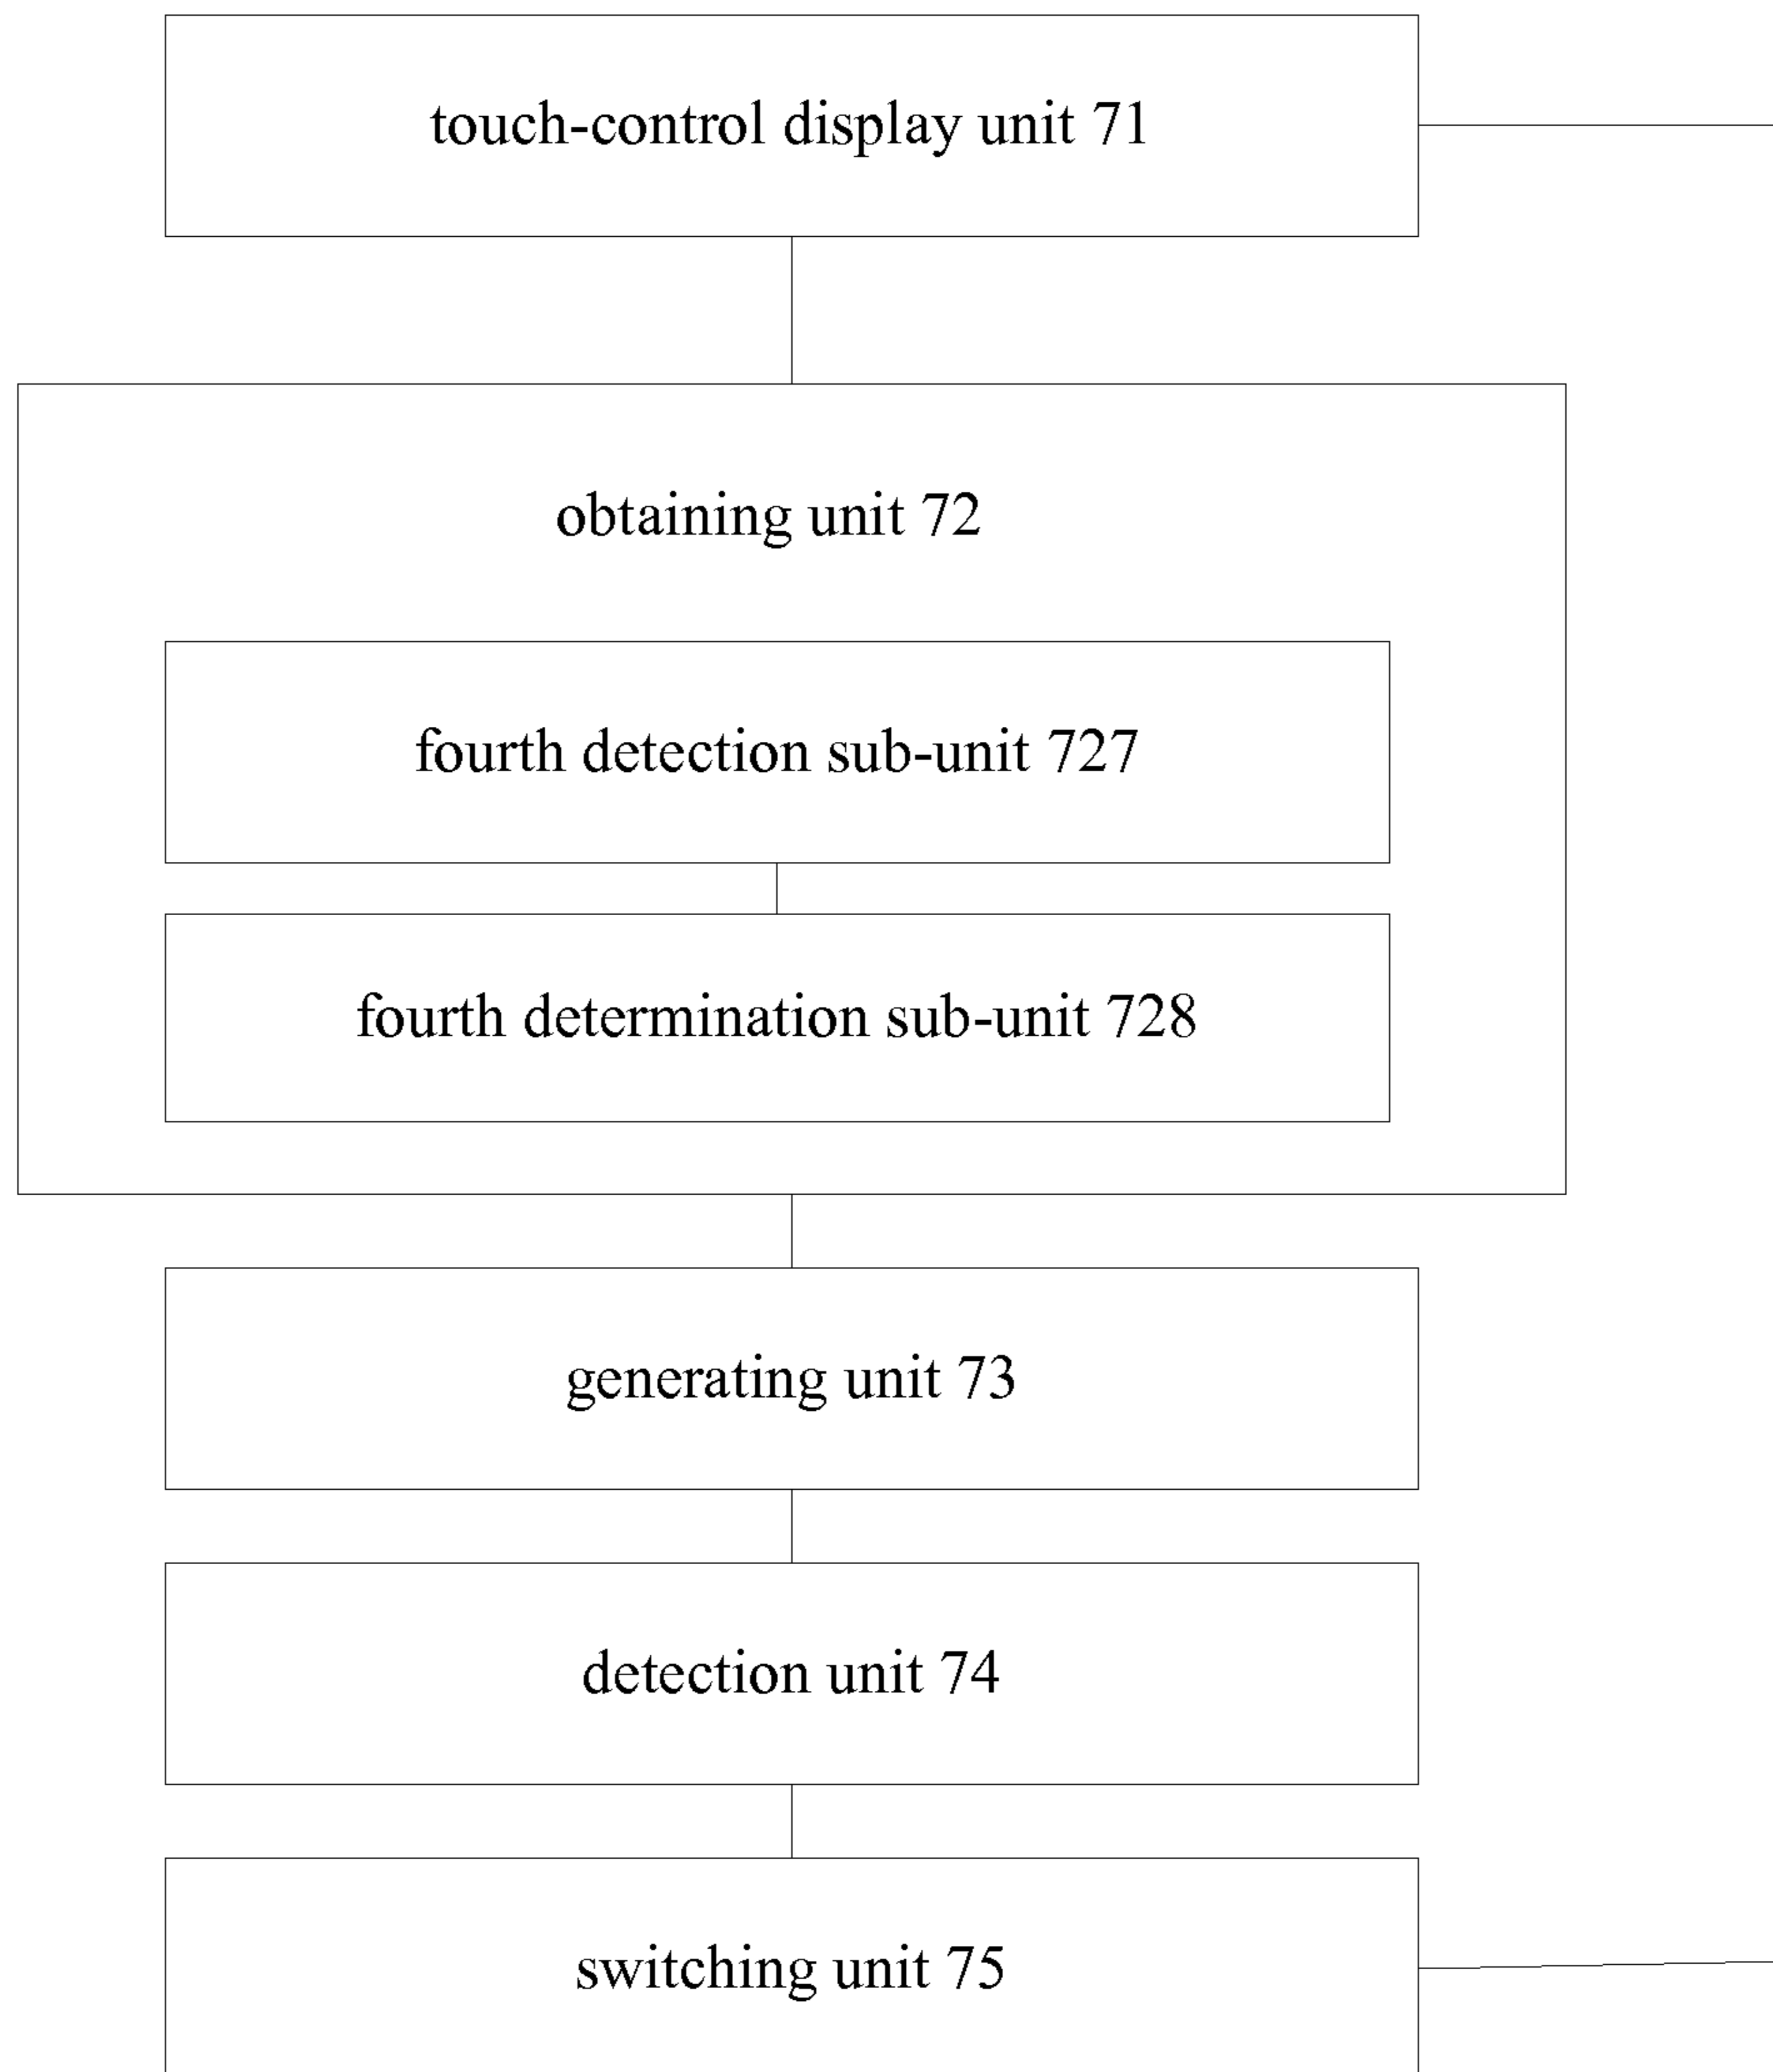 touch-control display unit 71
obtaining unit 72
fourth detection sub-unit 727
fourth determination sub-unit 728
generating unit 73
detection unit 74
switching unit 75